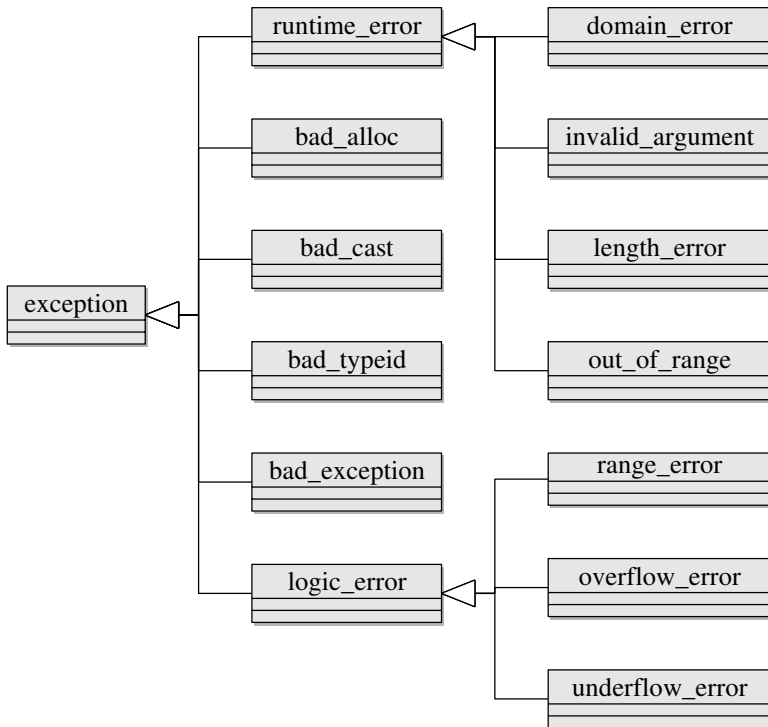 runtime_error
domain_error
bad_alloc
invalid_argument
bad_cast
length_error
exception
bad_typeid
out_of_range
bad_exception
range_error
logic_error
overflow_error
underflow_error